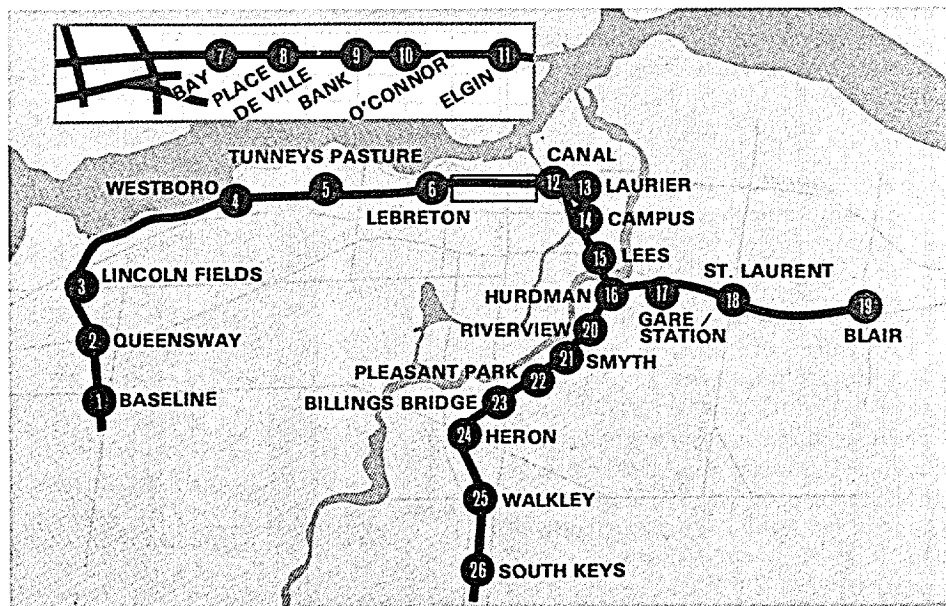 7 8 9 10 11
BAY
PLACE
DE VILLE
BANK
O'CONNOR
ELGIN
TUNNEYS PASTURE
CANAL
WESTBORO 4 5 6 12 13 LAURIER
LEBRETON
14 CAMPUS
15 LEES
3 LINCOLN FIELDS
ST. LAURENT
HURDMAN 16 17 18 19
GARE /
STATION
BLAIR
RIVERVIEW 20
2 QUEENSWAY
21 SMYTH
PLEASANT PARK 22
1 BASELINE
BILLINGS BRIDGE 23
24 HERON
25 WALKLEY
26 SOUTH KEYS